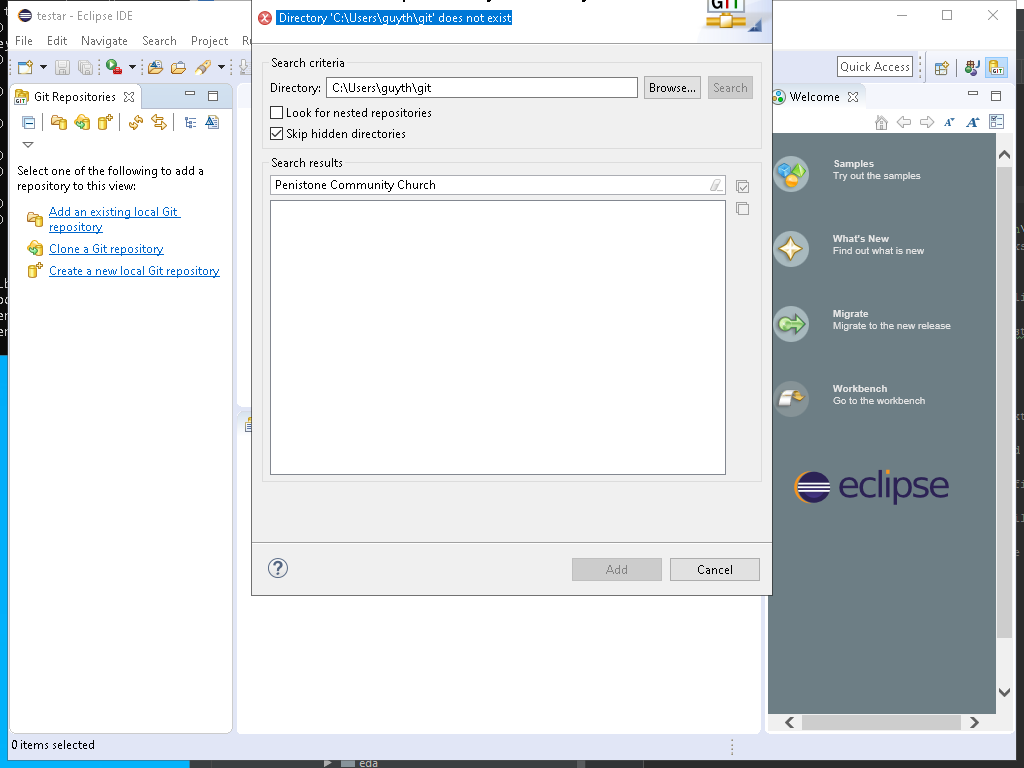 testar - Eclipse IDE
File Edit Navigate Search Project
Quick Access
Git Repositories
Select one of the following to add a
repository to this view:
Add an existing local Git
repository
Clone a Git repository
Create a new local Git repository
0 items selected
GIT
Directory 'C:\Users\guyth\git' does not exist
Search criteria
Directory: C:\Users\guyth\git Browse... Search
Look for nested repositories
Skip hidden directories
Search results
Penistone Community Church
Add Cancel
Welcome
Samples
Try out the samples
What's New
Find out what is new
Migrate
Migrate to the new release
Workbench
Go to the workbench
eclipse
eda